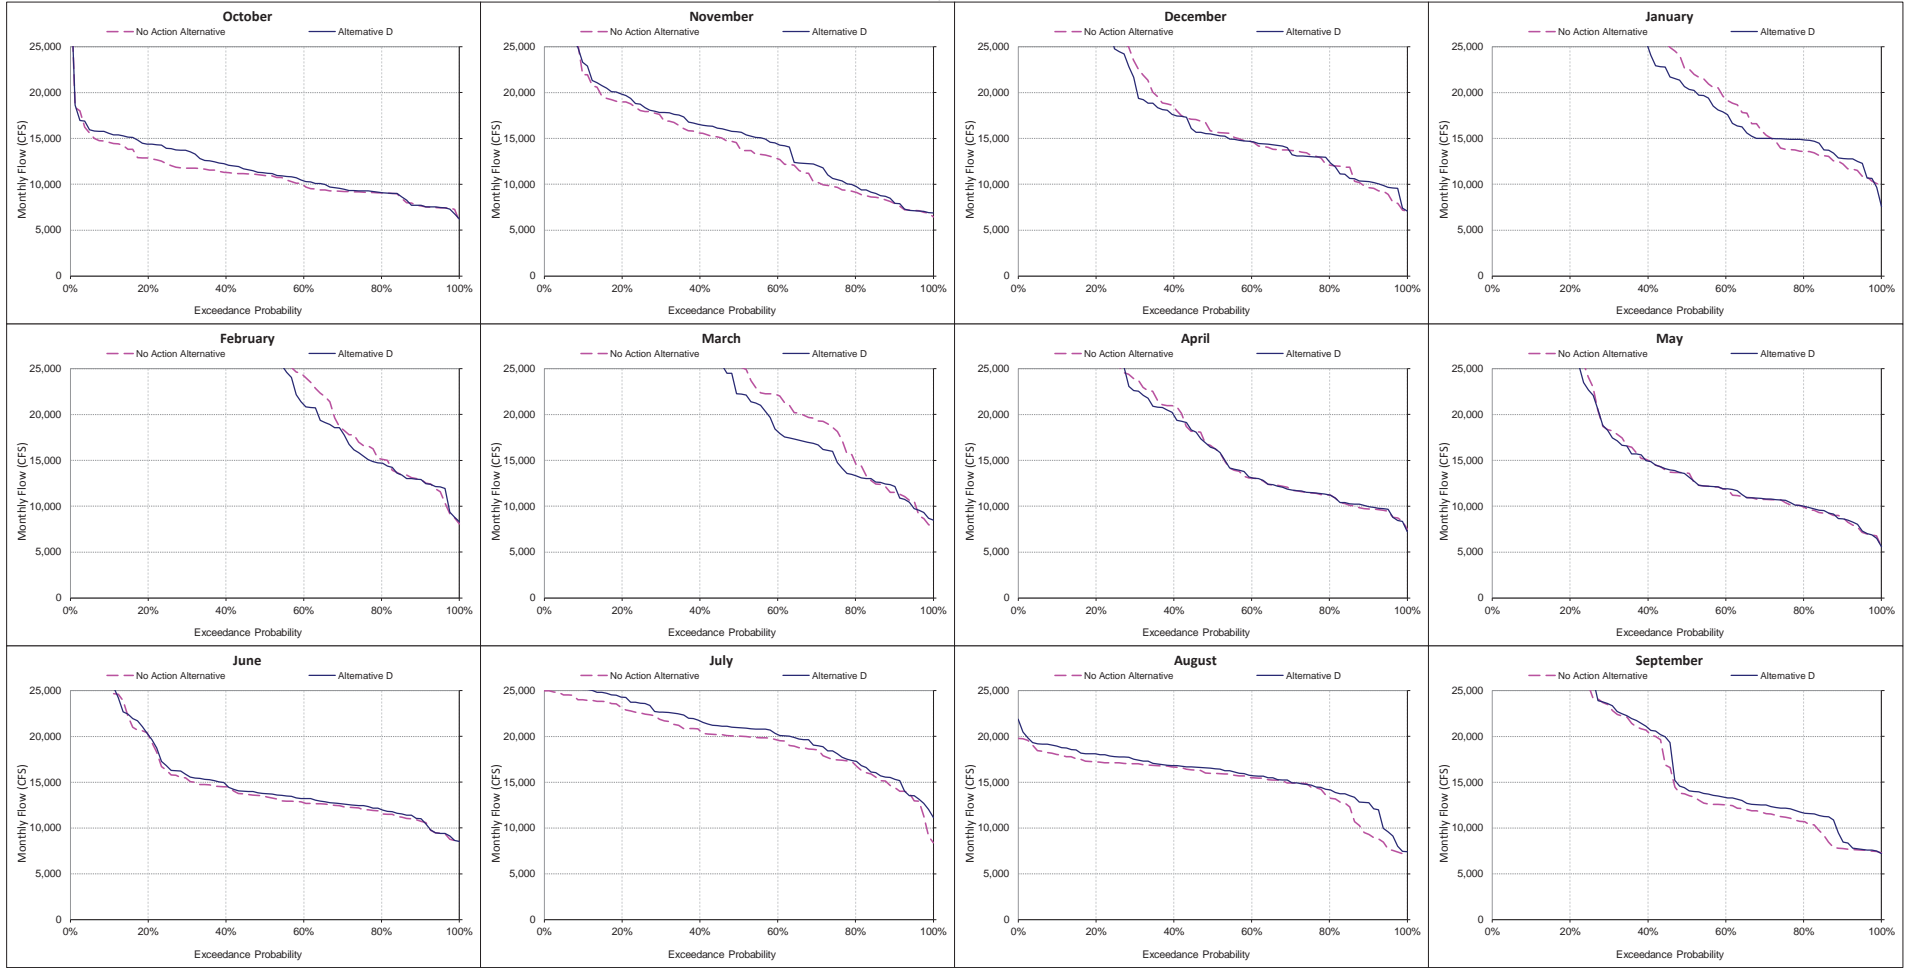 October
No Action Alternative Alternative D
Monthly Flow (CFS)
25,000
20,000
15,000
10,000
5,000
0
0% 20% 40% 60% 80% 100%
Exceedance Probability
November
No Action Alternative Alternative D
Monthly Flow (CFS)
25,000
20,000
15,000
10,000
5,000
0
0% 20% 40% 60% 80% 100%
Exceedance Probability
December
No Action Alternative Alternative D
Monthly Flow (CFS)
25,000
20,000
15,000
10,000
5,000
0
0% 20% 40% 60% 80% 100%
Exceedance Probability
January
No Action Alternative Alternative D
Monthly Flow (CFS)
25,000
20,000
15,000
10,000
5,000
0
0% 20% 40% 60% 80% 100%
Exceedance Probability
February
No Action Alternative Alternative D
Monthly Flow (CFS)
25,000
20,000
15,000
10,000
5,000
0
0% 20% 40% 60% 80% 100%
Exceedance Probability
March
No Action Alternative Alternative D
Monthly Flow (CFS)
25,000
20,000
15,000
10,000
5,000
0
0% 20% 40% 60% 80% 100%
Exceedance Probability
April
No Action Alternative Alternative D
Monthly Flow (CFS)
25,000
20,000
15,000
10,000
5,000
0
0% 20% 40% 60% 80% 100%
Exceedance Probability
May
No Action Alternative Alternative D
Monthly Flow (CFS)
25,000
20,000
15,000
10,000
5,000
0
0% 20% 40% 60% 80% 100%
Exceedance Probability
June
No Action Alternative Alternative D
Monthly Flow (CFS)
25,000
20,000
15,000
10,000
5,000
0
0% 20% 40% 60% 80% 100%
Exceedance Probability
July
No Action Alternative Alternative D
Monthly Flow (CFS)
25,000
20,000
15,000
10,000
5,000
0
0% 20% 40% 60% 80% 100%
Exceedance Probability
August
No Action Alternative Alternative D
Monthly Flow (CFS)
25,000
20,000
15,000
10,000
5,000
0
0% 20% 40% 60% 80% 100%
Exceedance Probability
September
No Action Alternative Alternative D
Monthly Flow (CFS)
25,000
20,000
15,000
10,000
5,000
0
0% 20% 40% 60% 80% 100%
Exceedance Probability